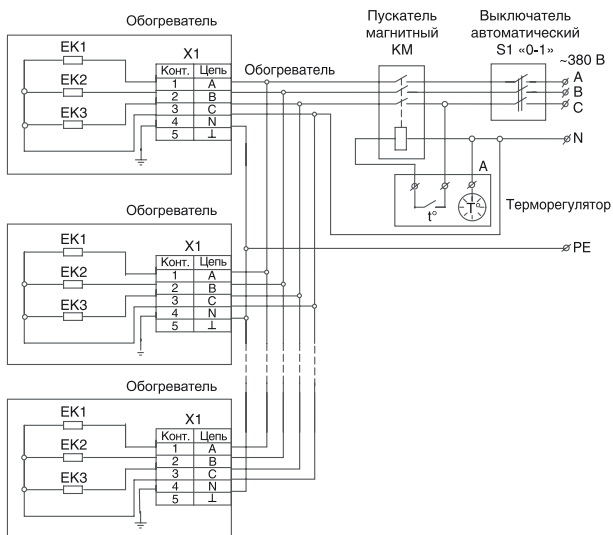 Обогреватель
X1
Конт. Цепь
1 A
2 B
3 C
4 N
5 ⊥
EK1
EK2
EK3
Обогреватель
Пускатель
магнитный
KM
Выключатель
автоматический
S1 «0-1»
~380 В
A
B
C
N
A
t°
T°
Терморегулятор
PE
Обогреватель
X1
Конт. Цепь
1 A
2 B
3 C
4 N
5 ⊥
EK1
EK2
EK3
Обогреватель
X1
Конт. Цепь
1 A
2 B
3 C
4 N
5 ⊥
EK1
EK2
EK3